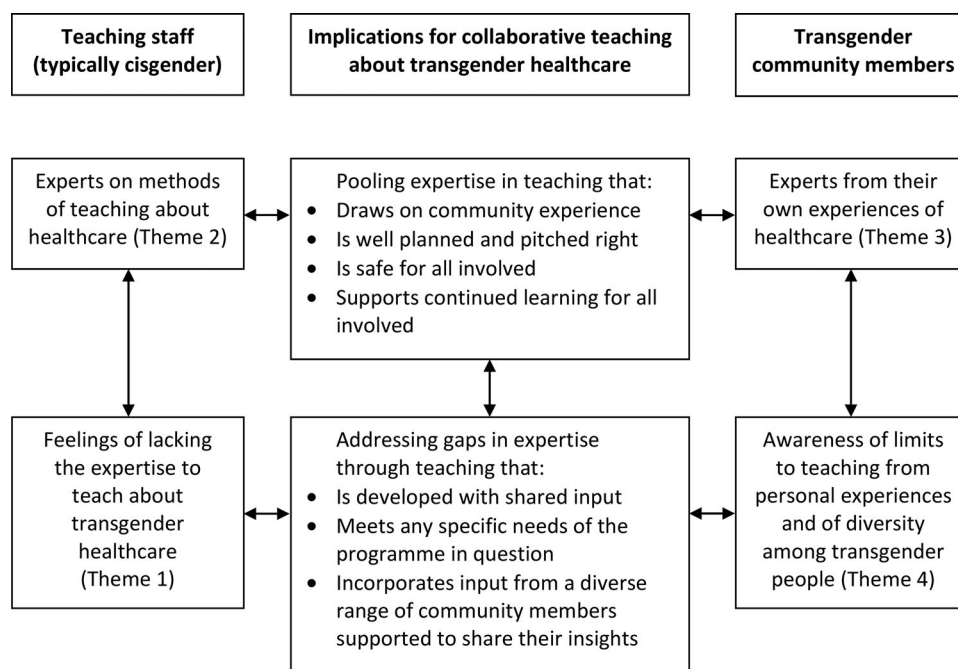 Teaching staff
(typically cisgender)
Implications for collaborative teaching
about transgender healthcare
Transgender
community members
Experts on methods
of teaching about
healthcare (Theme 2)
Pooling expertise in teaching that:
• Draws on community experience
• Is well planned and pitched right
• Is safe for all involved
• Supports continued learning for all
involved
Experts from their
own experiences of
healthcare (Theme 3)
Feelings of lacking
the expertise to
teach about
transgender
healthcare
(Theme 1)
Addressing gaps in expertise
through teaching that:
• Is developed with shared input
• Meets any specific needs of the
programme in question
• Incorporates input from a diverse
range of community members
supported to share their insights
Awareness of limits
to teaching from
personal experiences
and of diversity
among transgender
people (Theme 4)